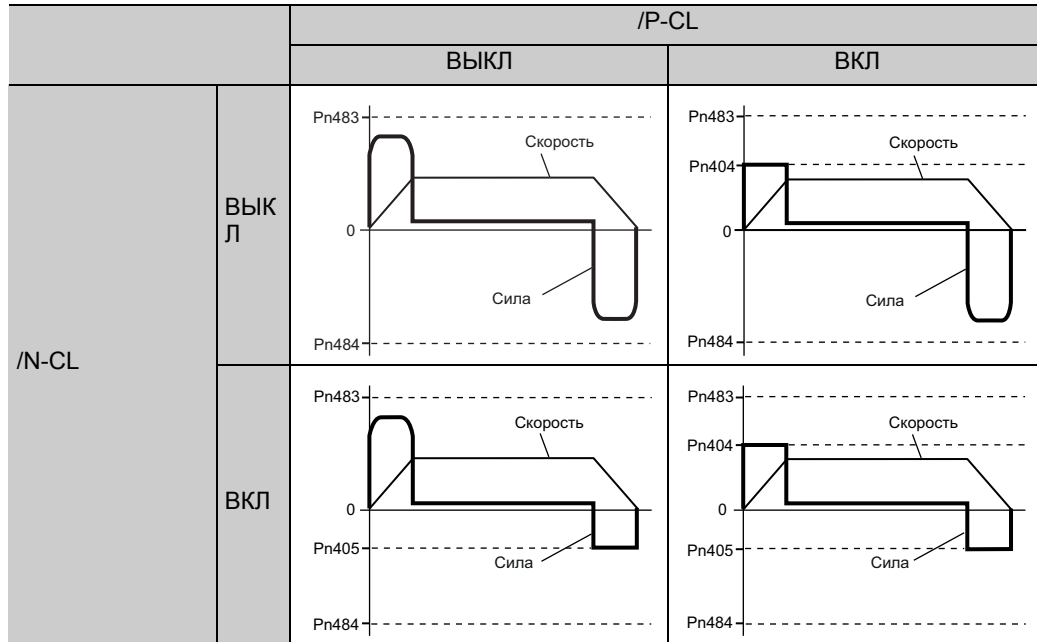 /P-CL
ВЫКЛ
ВКЛ
/N-CL
ВЫК
Л
Pn483
Скорость
0
Сила
Pn484
Pn483
Скорость
Pn404
0
Сила
Pn484
ВКЛ
Pn483
Скорость
0
Pn405
Сила
Pn484
Pn483
Скорость
Pn404
0
Pn405
Сила
Pn484